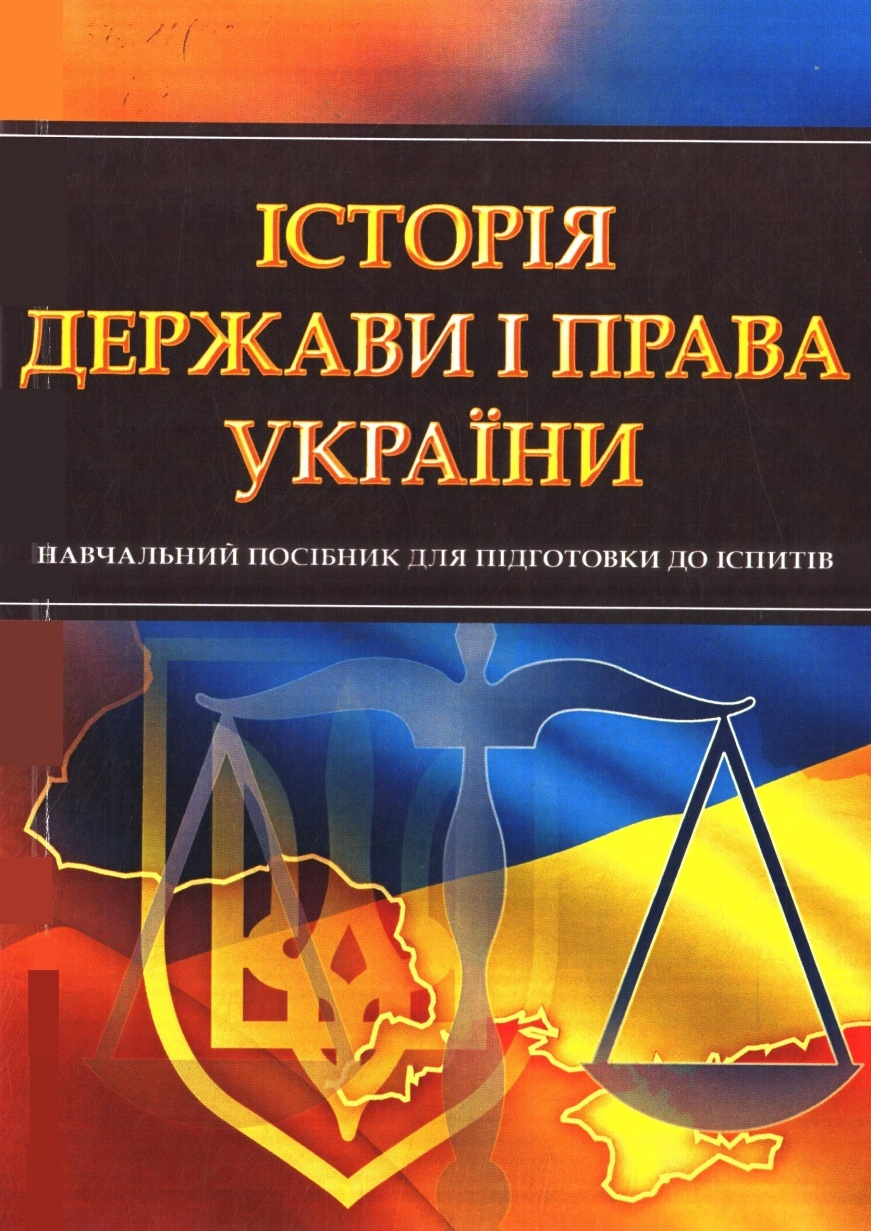 ІСТОРІЯ
ДЕРЖАВИ І ПРАВА
УКРАЇНИ
НАВЧАЛЬНИЙ ПОСІБНИК ДЛЯ ПІДГОТОВКИ ДО ІСПИТІВ